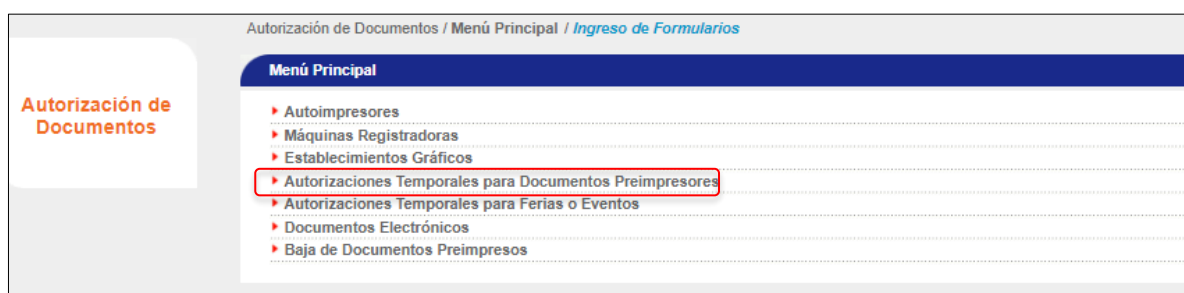 Autorización de Documentos / Menú Principal / Ingreso de Formularios
Menú Principal
Autorización de
Documentos
Autoimpresores
Máquinas Registradoras
Establecimientos Gráficos
Autorizaciones Temporales para Documentos Preimpresores
Autorizaciones Temporales para Ferias o Eventos
Documentos Electrónicos
Baja de Documentos Preimpresos